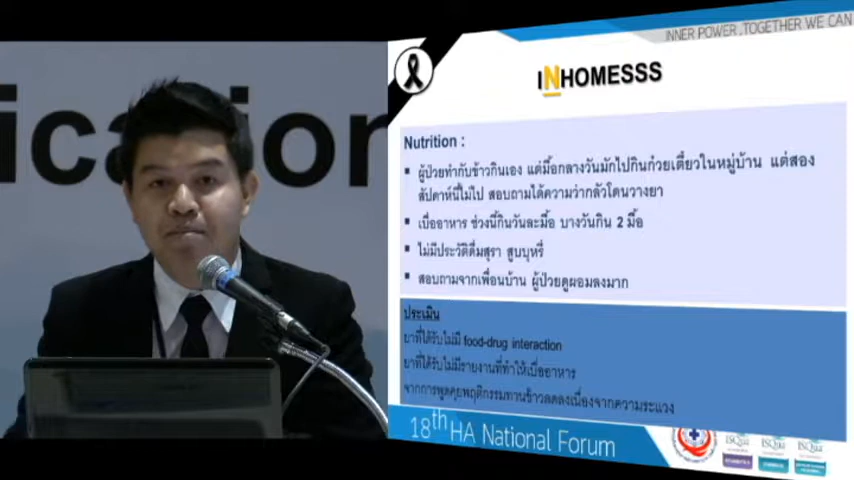 ication
INNER POWER ,TOGETHER WE CAN
INHOMESSS
Nutrition :
ผู้ป่วยทำกับข้าวกินเอง แต่มื้อกลางวันมักไปกินก๋วยเตี๋ยวในหมู่บ้าน แต่สอง
สัปดาห์นี้ไม่ไป สอบถามได้ความว่ากลัวโดนวางยา
เบื่ออาหาร ช่วงนี้กินวันละมื้อ บางวันกิน 2 มื้อ
ไม่มีประวัติดื่มสุรา สูบบุหรี่
สอบถามจากเพื่อนบ้าน ผู้ป่วยดูผอมลงมาก
ประเมิน
ยาที่ได้รับไม่มี food-drug interaction
ยาที่ได้รับไม่มีรายงานที่ทำให้เบื่ออาหาร
จากการพูดคุยพฤติกรรมทานข้าวลดลงเนื่องจากความระแวง
18th HA National Forum
ISQua ISQua ISQua